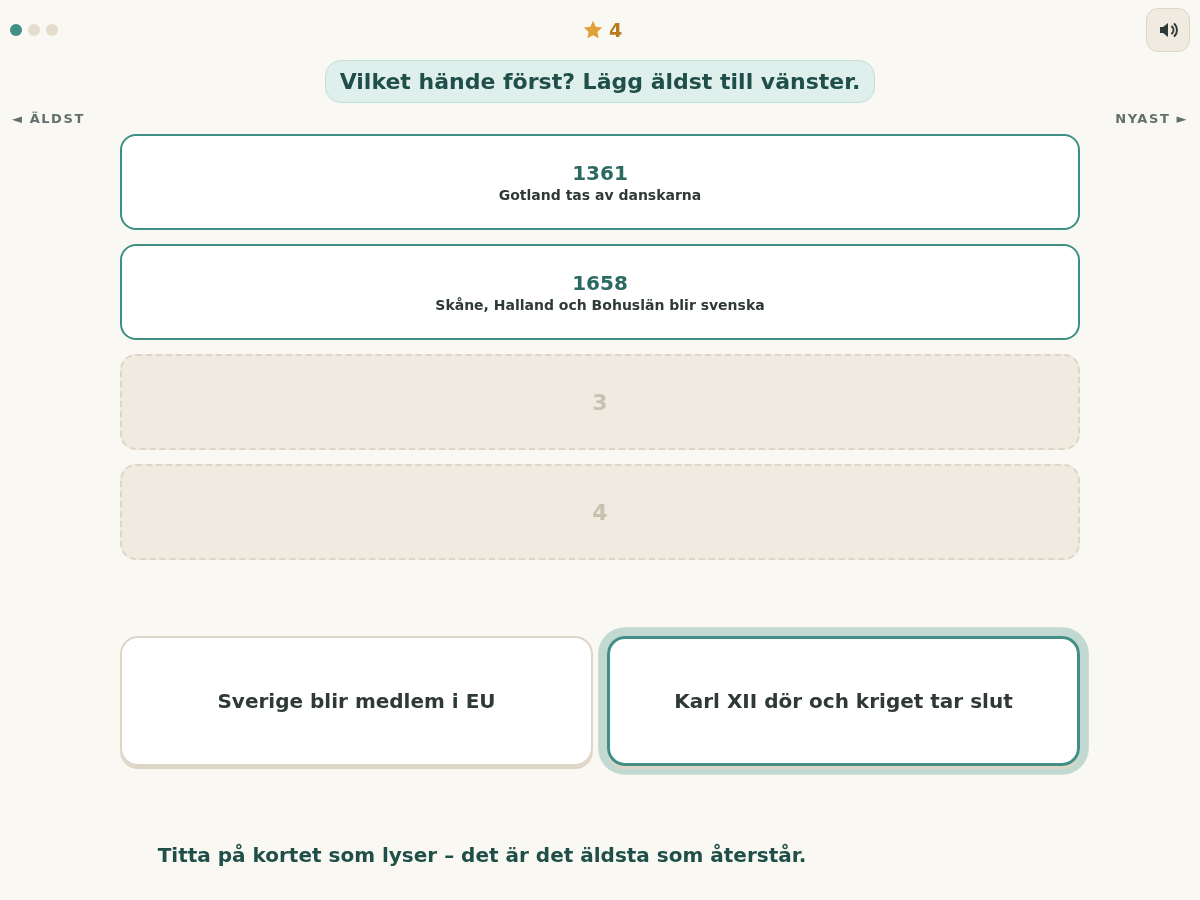 4
Vilket hände först? Lägg äldst till vänster.
◄ ÄLDST
NYAST ►
1361
Gotland tas av danskarna
1658
Skåne, Halland och Bohuslän blir svenska
3
4
Sverige blir medlem i EU
Karl XII dör och kriget tar slut
Titta på kortet som lyser – det är det äldsta som återstår.